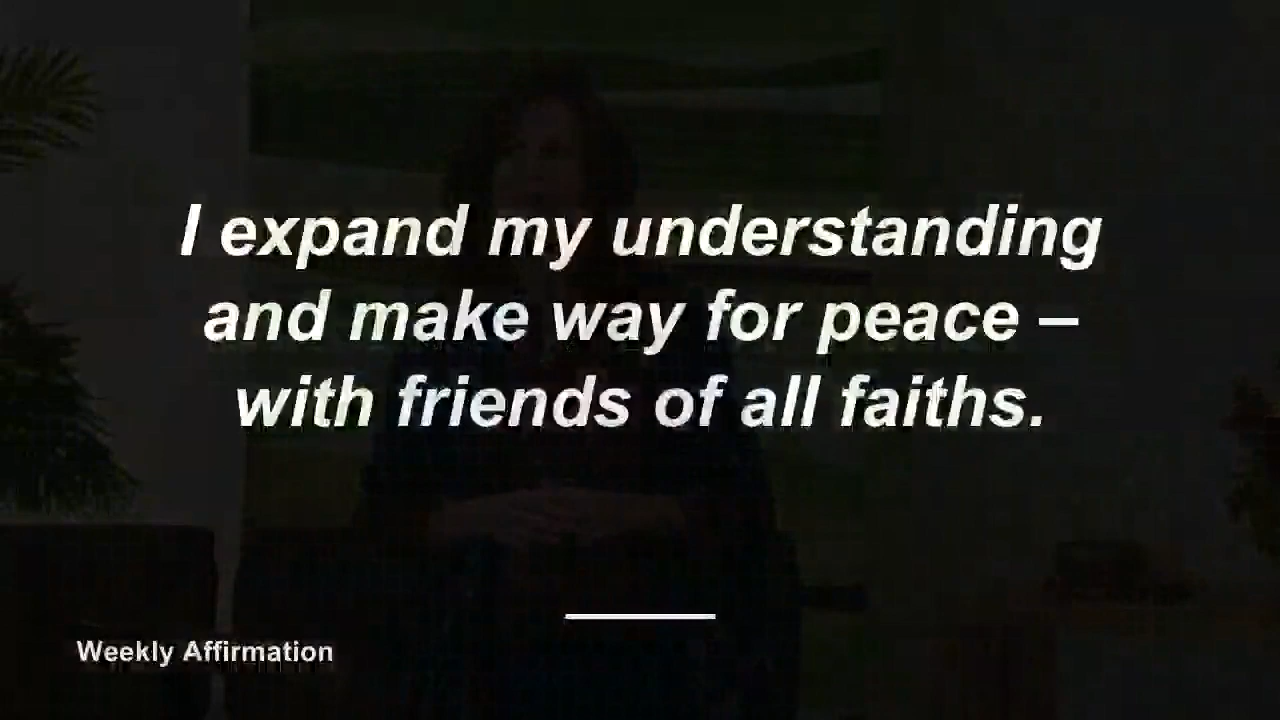 I expand my understanding
and make way for peace –
with friends of all faiths.
Weekly Affirmation